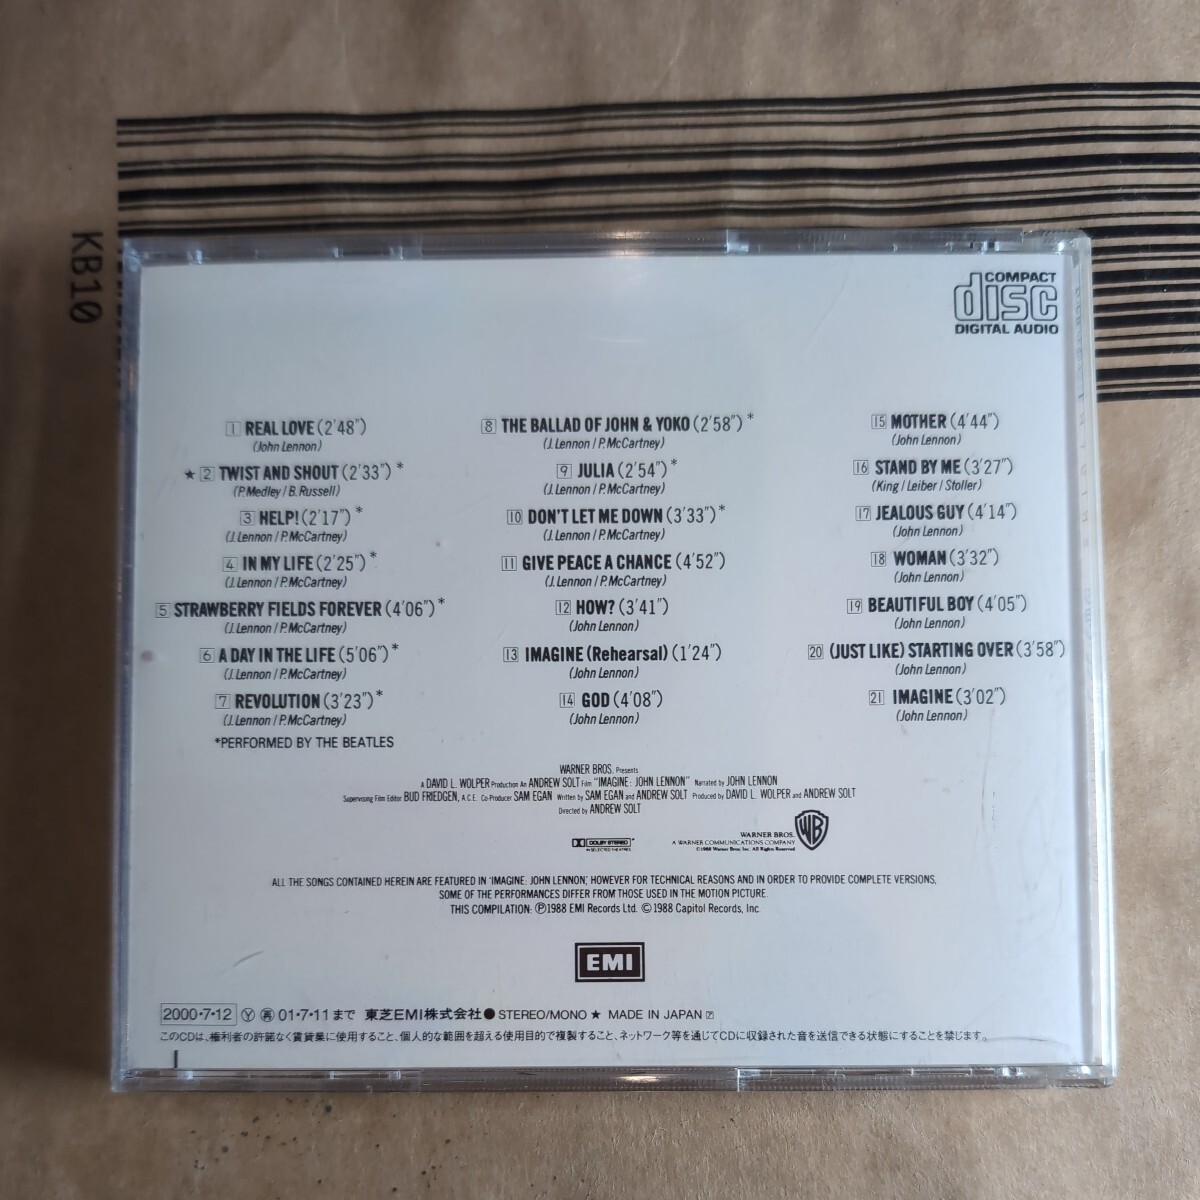 KB10
COMPACT
disc
DIGITAL AUDIO
1 REAL LOVE (2'48")
(John Lennon)
★ 2 TWIST AND SHOUT (2'33")*
(P.Medley / B. Russell)
3 HELP! (2'17")*
(J. Lennon / P.McCartney)
4 IN MY LIFE (2'25")*
(J. Lennon / P.McCartney)
5 STRAWBERRY FIELDS FOREVER (4'06")*
(J. Lennon / P.McCartney)
6 A DAY IN THE LIFE (5'06")*
(J. Lennon / P.McCartney)
7 REVOLUTION (3'23")*
(J. Lennon / P.McCartney)
*PERFORMED BY THE BEATLES
8 THE BALLAD OF JOHN & YOKO (2'58")*
(J. Lennon / P.McCartney)
9 JULIA (2'54")*
(J. Lennon / P.McCartney)
10 DON'T LET ME DOWN (3'33")*
(J. Lennon / P.McCartney)
11 GIVE PEACE A CHANCE (4'52")
(J. Lennon / P.McCartney)
12 HOW? (3'41")
(John Lennon)
13 IMAGINE (Rehearsal) (1'24")
(John Lennon)
14 GOD (4'08")
(John Lennon)
15 MOTHER (4'44")
(John Lennon)
16 STAND BY ME (3'27")
(King / Leiber / Stoller)
17 JEALOUS GUY (4'14")
(John Lennon)
18 WOMAN (3'32")
(John Lennon)
19 BEAUTIFUL BOY (4'05")
(John Lennon)
20 (JUST LIKE) STARTING OVER (3'58")
(John Lennon)
21 IMAGINE (3'02")
(John Lennon)
WARNER BROS. Presents
A DAVID L. WOLPER Production An ANDREW SOLT Film "IMAGINE: JOHN LENNON" Narrated by JOHN LENNON
Supervising Film Editor BUD FRIEDGEN, A.C.E. Co-Producer SAM EGAN Written by SAM EGAN and ANDREW SOLT Produced by DAVID L. WOLPER and ANDREW SOLT
Directed by ANDREW SOLT
DOLBY STEREO
IN SELECTED THEATRES
WARNER BROS.
A WARNER COMMUNICATIONS COMPANY
©1988 Warner Bros. Inc. All Rights Reserved
WB
ALL THE SONGS CONTAINED HEREIN ARE FEATURED IN 'IMAGINE: JOHN LENNON', HOWEVER FOR TECHNICAL REASONS AND IN ORDER TO PROVIDE COMPLETE VERSIONS,
SOME OF THE PERFORMANCES DIFFER FROM THOSE USED IN THE MOTION PICTURE.
THIS COMPILATION: ℗1988 EMI Records Ltd. ©1988 Capitol Records, Inc.
EMI
2000・7・12 Ⓨ ㊢ 01・7・11まで 東芝EMI株式会社●STEREO/MONO ★ MADE IN JAPAN
このCDは、権利者の許諾なく賃貸業に使用すること、個人的な範囲を超える使用目的で複製すること、ネットワーク等を通じてCDに収録された音を送信できる状態にすることを禁じます。